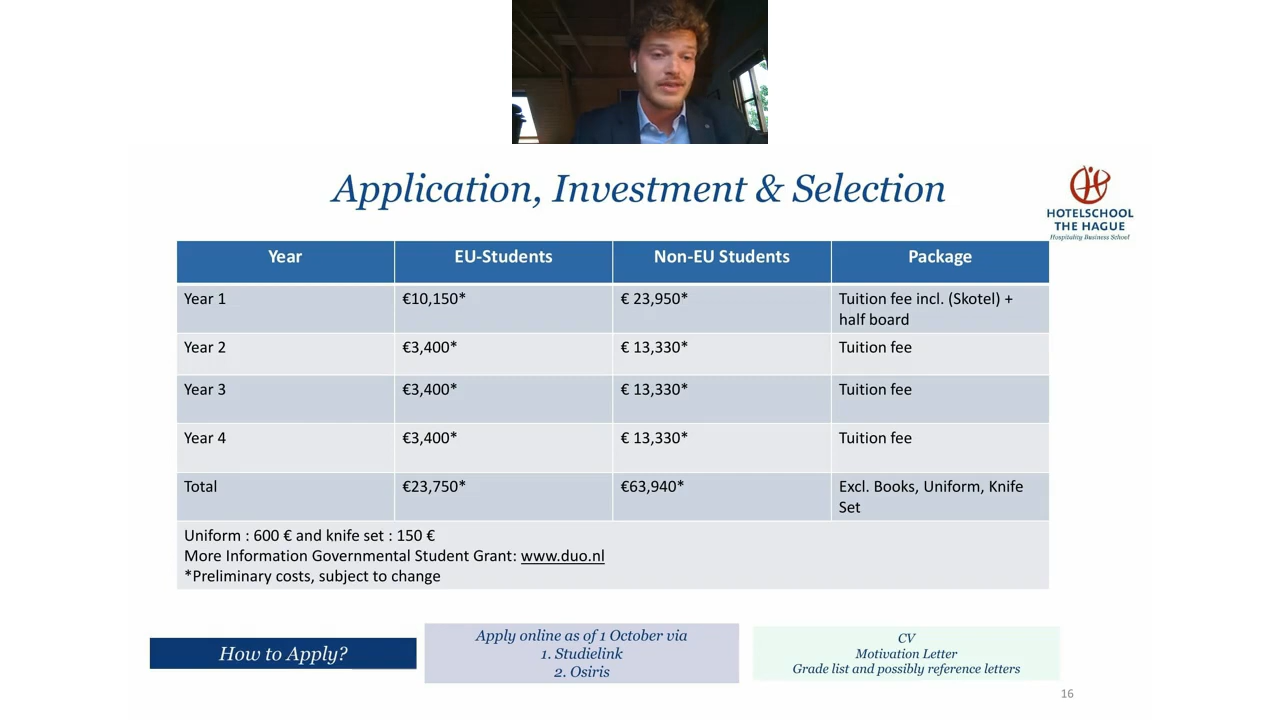 Application, Investment & Selection
HOTELSCHOOL
THE HAGUE
Hospitality Business School
Year EU-Students Non-EU Students Package
Year 1 €10,150* € 23,950* Tuition fee incl. (Skotel) +
half board
Year 2 €3,400* € 13,330* Tuition fee
Year 3 €3,400* € 13,330* Tuition fee
Year 4 €3,400* € 13,330* Tuition fee
Total €23,750* €63,940* Excl. Books, Uniform, Knife
Set
Uniform : 600 € and knife set : 150 €
More Information Governmental Student Grant: www.duo.nl
*Preliminary costs, subject to change
How to Apply?
Apply online as of 1 October via
1. Studielink
2. Osiris
CV
Motivation Letter
Grade list and possibly reference letters
16